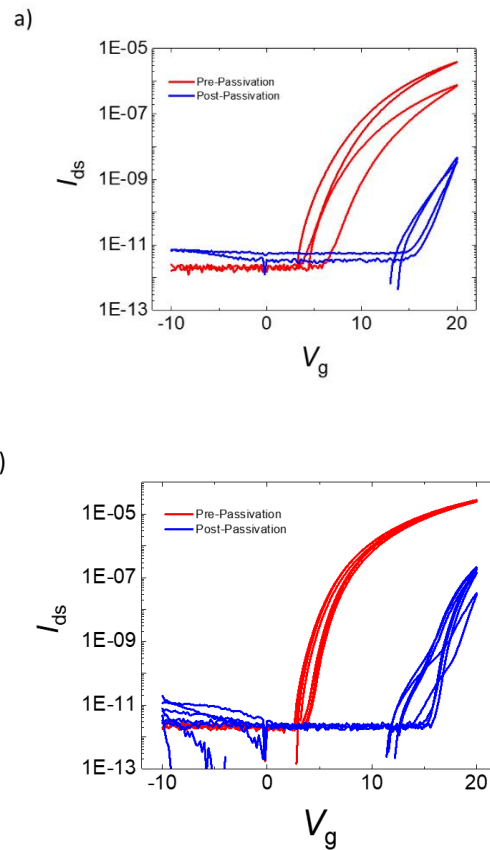 a)
1E-05
1E-07
1E-09
1E-11
1E-13
Ids
Pre-Passivation
Post-Passivation
-10 0 10 20
Vg
)
1E-05
1E-07
1E-09
1E-11
1E-13
Ids
Pre-Passivation
Post-Passivation
-10 0 10 20
Vg